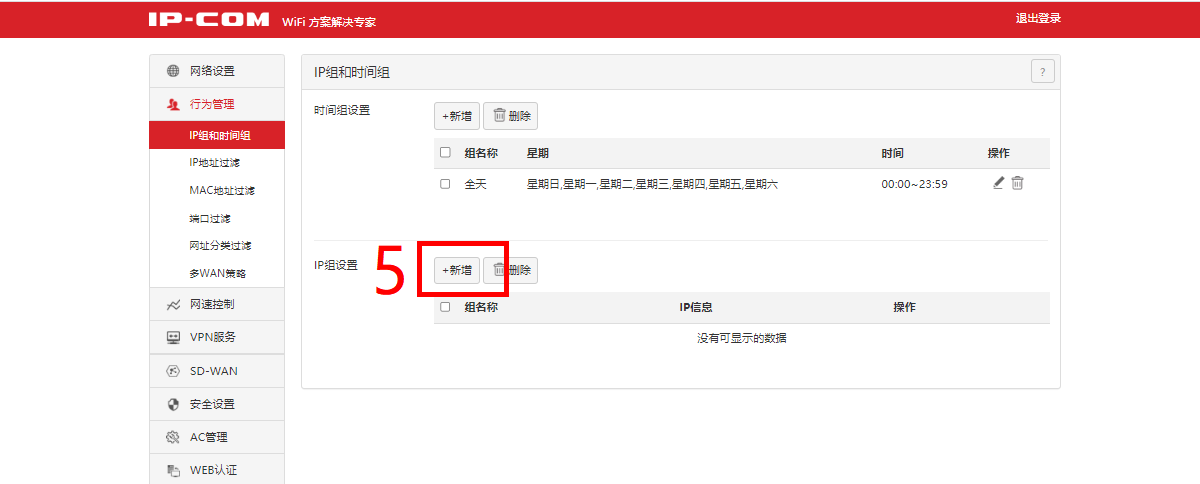 IP-COM WiFi 方案解决专家 退出登录
网络设置
行为管理
IP组和时间组
IP地址过滤
MAC地址过滤
端口过滤
网址分类过滤
多WAN策略
网速控制
VPN服务
SD-WAN
安全设置
AC管理
WEB认证
IP组和时间组 ?
时间组设置 +新增 删除
组名称 星期 时间 操作
全天 星期日,星期一,星期二,星期三,星期四,星期五,星期六 00:00~23:59
IP组设置 5 +新增 删除
组名称 IP信息 操作
没有可显示的数据